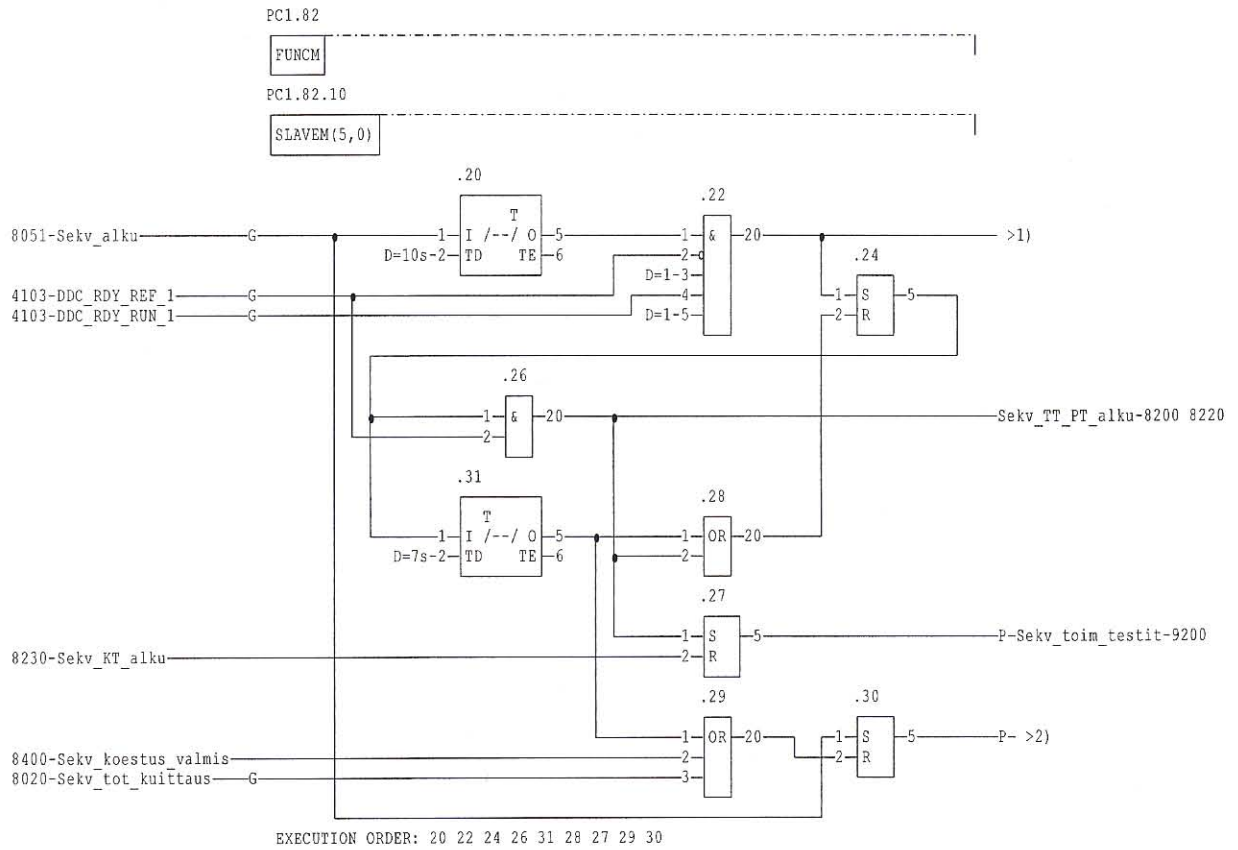 PC1.82
FUNCM
PC1.82.10
SLAVEM(5,0)
.20
.22
T
8051-Sekv_alku G 1 I /--/ O 5 1 & 20 >1)
D=10s-2 TD TE 6 2 .24
D=1-3
4103-DDC_RDY_REF_1 G 4 1 S 5
4103-DDC_RDY_RUN_1 G D=1-5 2 R
.26
1 & 20 Sekv_TT_PT_alku-8200 8220
2
.31
.28
T
1 I /--/ O 5 1 OR 20
D=7s-2 TD TE 6 2
.27
1 S 5 P-Sekv_toim_testit-9200
8230-Sekv_KT_alku 2 R
.29 .30
1 OR 20 1 S 5 P- >2)
8400-Sekv_koestus_valmis 2 2 R
8020-Sekv_tot_kuittaus G 3
EXECUTION ORDER: 20 22 24 26 31 28 27 29 30